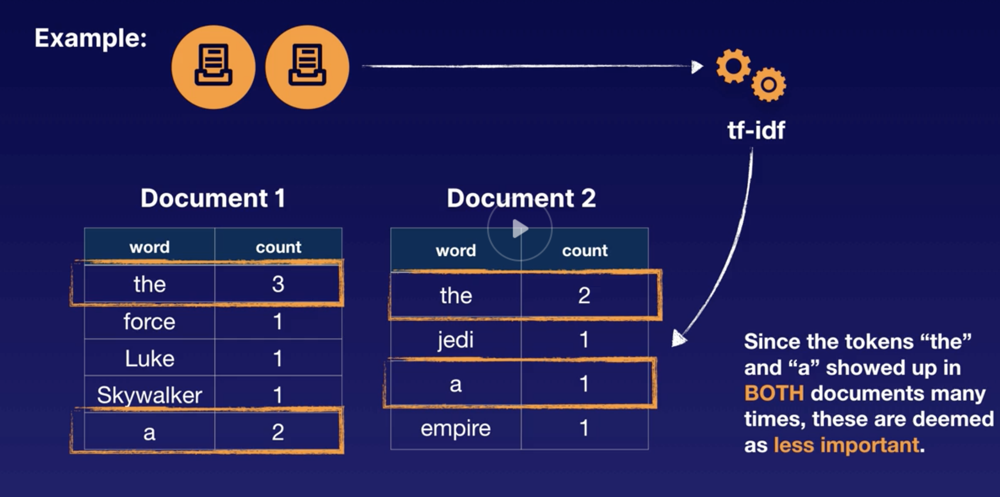 Example:
tf-idf
Document 1
word count
the 3
force 1
Luke 1
Skywalker 1
a 2
Document 2
word count
the 2
jedi 1
a 1
empire 1
Since the tokens “the”
and “a” showed up in
BOTH documents many
times, these are deemed
as less important.